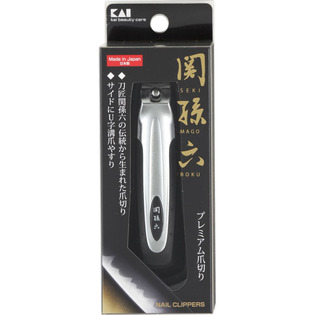 KAI
kai beauty·care
Made in Japan
日本製
関
SEKI
孫
MAGO
六
ROKU
◆刀匠関孫六の伝統から生まれた爪切り
◆サイドにU字溝爪やすり
関孫六
プレミアム爪切り
NAIL CLIPPERS